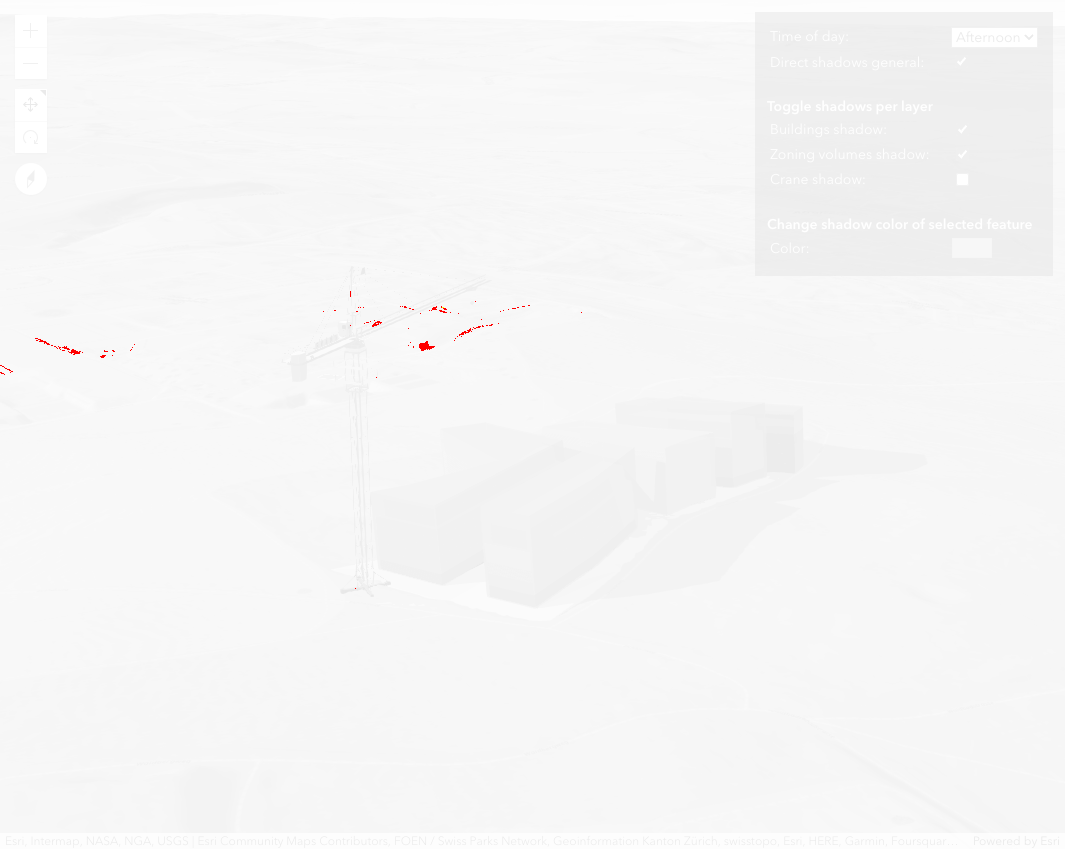 Time of day:
Afternoon
Direct shadows general:
Toggle shadows per layer
Buildings shadow:
Zoning volumes shadow:
Crane shadow:
Change shadow color of selected feature
Color:
Esri, Intermap, NASA, NGA, USGS | Esri Community Maps Contributors, FOEN / Swiss Parks Network, Geoinformation Kanton Zürich, swisstopo, Esri, HERE, Garmin, Foursquar,
Powered by Esri